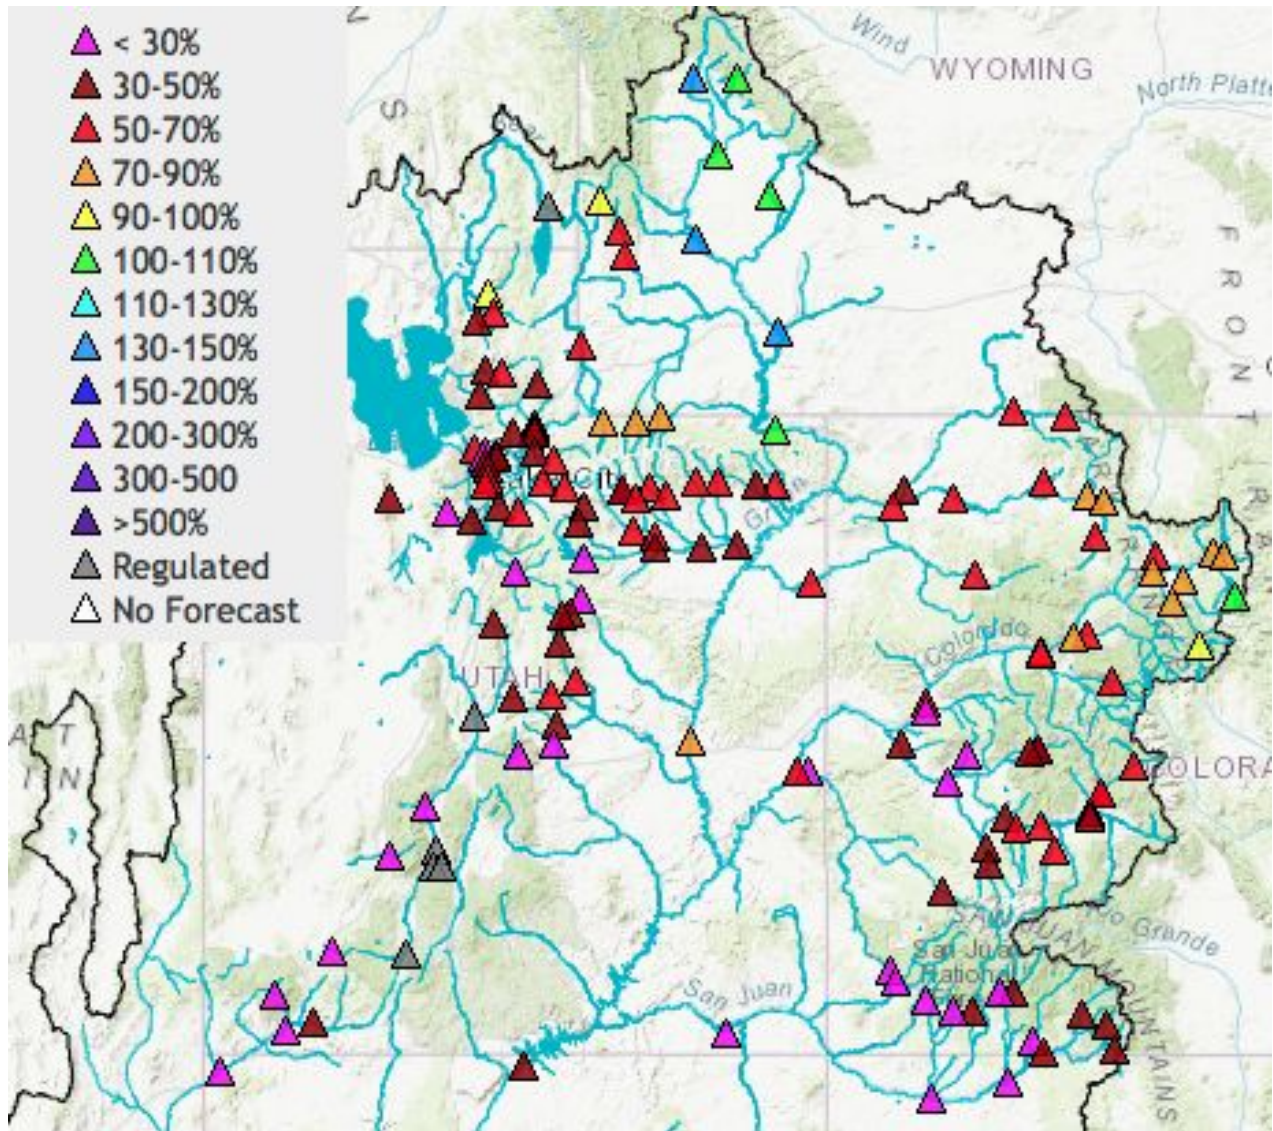 < 30%
30-50%
50-70%
70-90%
90-100%
100-110%
110-130%
130-150%
150-200%
200-300%
300-500
>500%
Regulated
No Forecast
Wind
WYOMING
North Platte
FRONT
Green
UTAH
Colorado
COLORA
SAN JUAN MOUNTAINS
Rio Grande
San Juan
National
San Juan